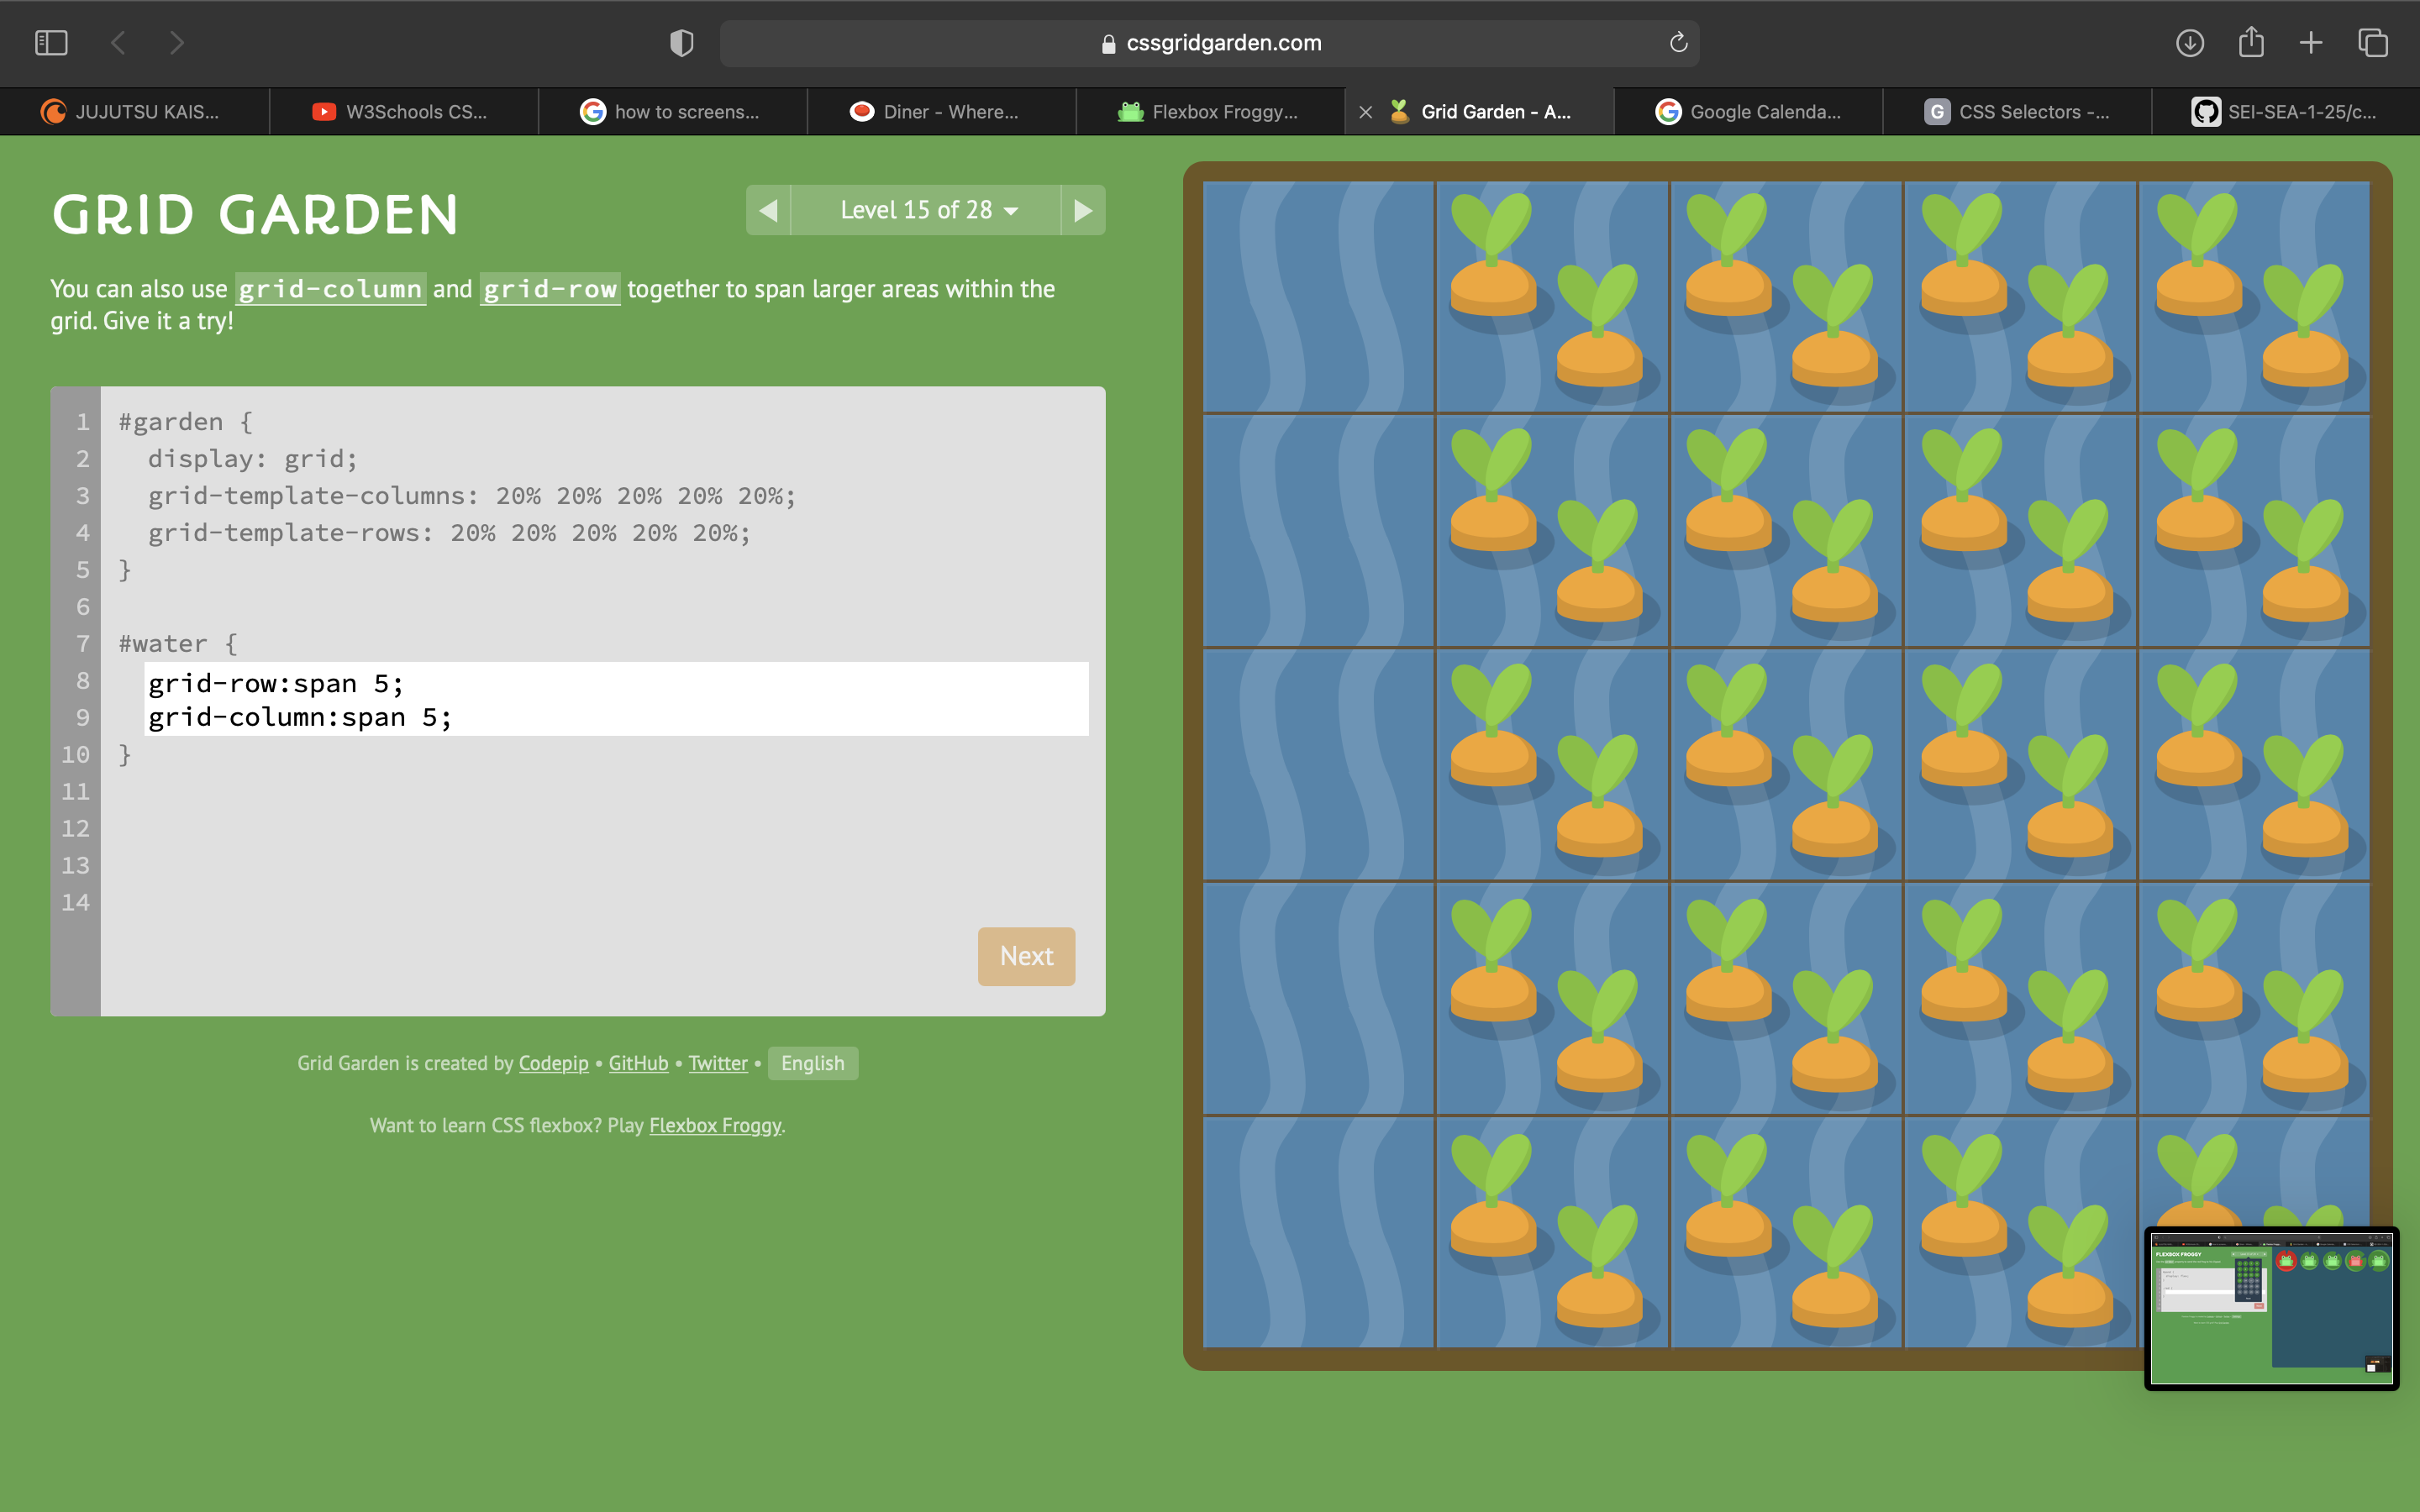 cssgridgarden.com
JUJUTSU KAIS...
W3Schools CS...
how to screens...
Diner - Where...
Flexbox Froggy...
Grid Garden - A...
Google Calenda...
CSS Selectors -...
SEI-SEA-1-25/c...
GRID GARDEN
Level 15 of 28
You can also use grid-column and grid-row together to span larger areas within the
grid. Give it a try!
1 #garden {
2 display: grid;
3 grid-template-columns: 20% 20% 20% 20% 20%;
4 grid-template-rows: 20% 20% 20% 20% 20%;
5 }
6
7 #water {
8 grid-row:span 5;
9 grid-column:span 5;
10 }
11
12
13
14
Next
Grid Garden is created by Codepip • GitHub • Twitter • English
Want to learn CSS flexbox? Play Flexbox Froggy.
FLEXBOX FROGGY